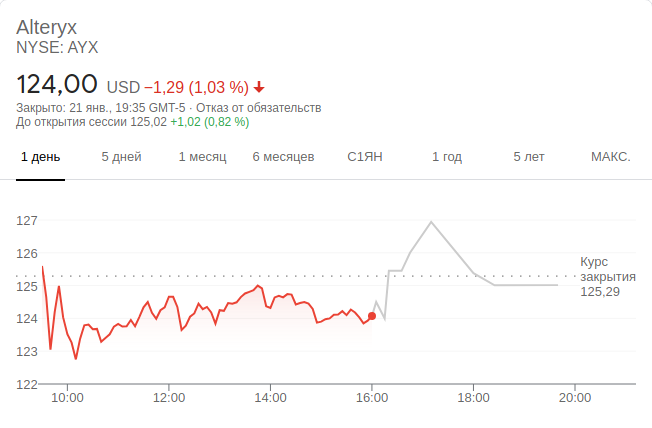 Alteryx
NYSE: AYX
124,00 USD −1,29 (1,03 %)
Закрыто: 21 янв., 19:35 GMT-5 · Отказ от обязательств
До открытия сессии 125,02 +1,02 (0,82 %)
1 день 5 дней 1 месяц 6 месяцев С1ЯН 1 год 5 лет МАКС.
127
126
Курс
закрытия
125,29
125
124
123
122
10:00 12:00 14:00 16:00 18:00 20:00